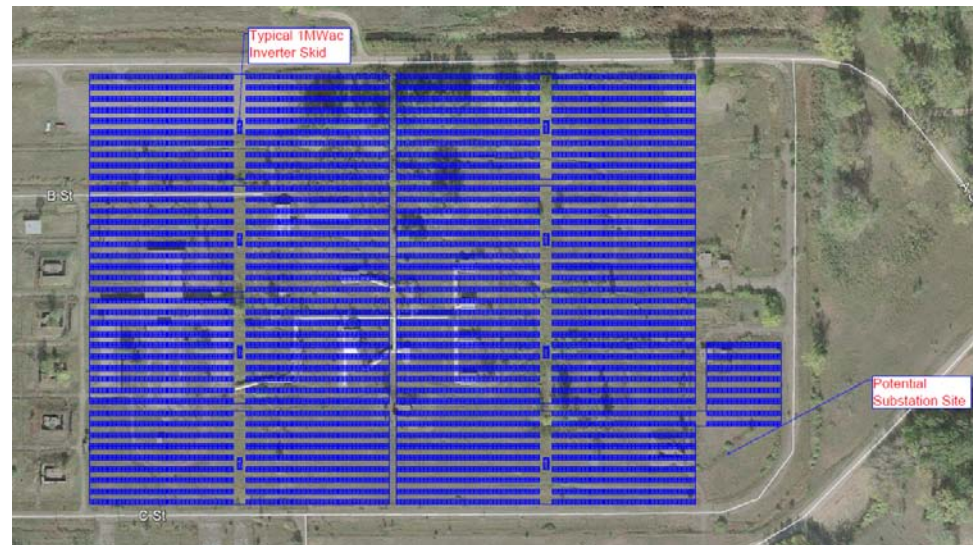 Typical 1MWac
Inverter Skid
B St
Potential
Substation Site
C St